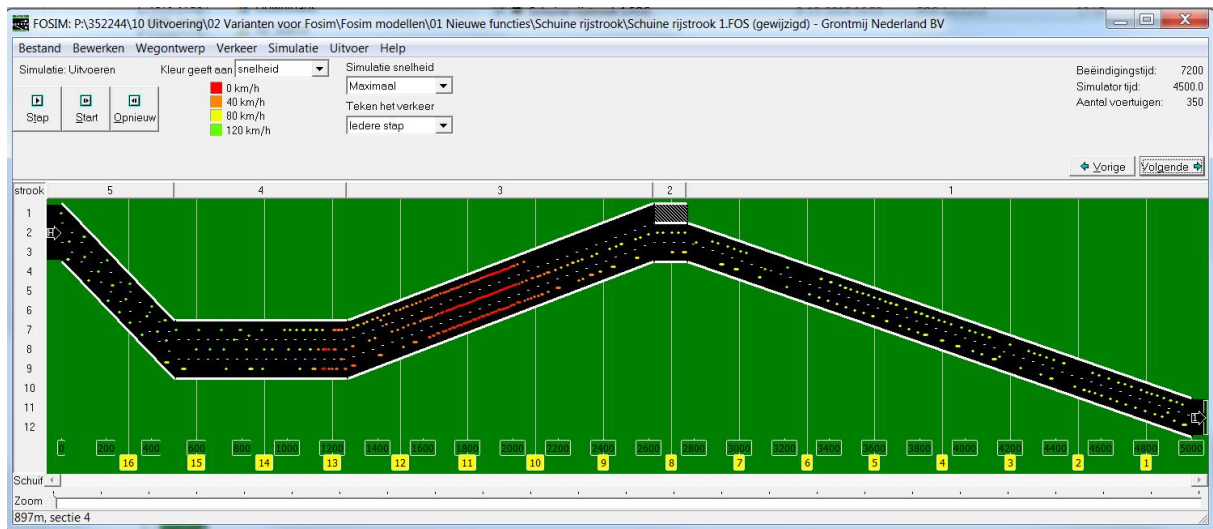 FOSIM: P:\352244\10 Uitvoering\02 Varianten voor Fosim\Fosim modellen\01 Nieuwe functies\Schuine rijstrook\Schuine rijstrook 1.FOS (gewijzigd) - Grontmij Nederland BV
Bestand Bewerken Wegontwerp Verkeer Simulatie Uitvoer Help
Simulatie: Uitvoeren
Kleur geeft aan snelheid
Simulatie snelheid
Beëindigingstijd: 7200
0 km/h
Maximaal
Simulator tijd: 4500.0
40 km/h
Teken het verkeer
Aantal voertuigen: 350
80 km/h
Stap Start Opnieuw
120 km/h
Iedere stap
Vorige Volgende
strook 5 4 3 2 1
1
2 H
3
4
5
6
7
8
9
10
11
12
I
0 200 400 600 800 1000 1200 1400 1600 1800 2000 2200 2400 2600 2800 3000 3200 3400 3600 3800 4000 4200 4400 4600 4800 5000
16 15 14 13 12 11 10 9 8 7 6 5 4 3 2 1
Schuif
Zoom
897m, sectie 4